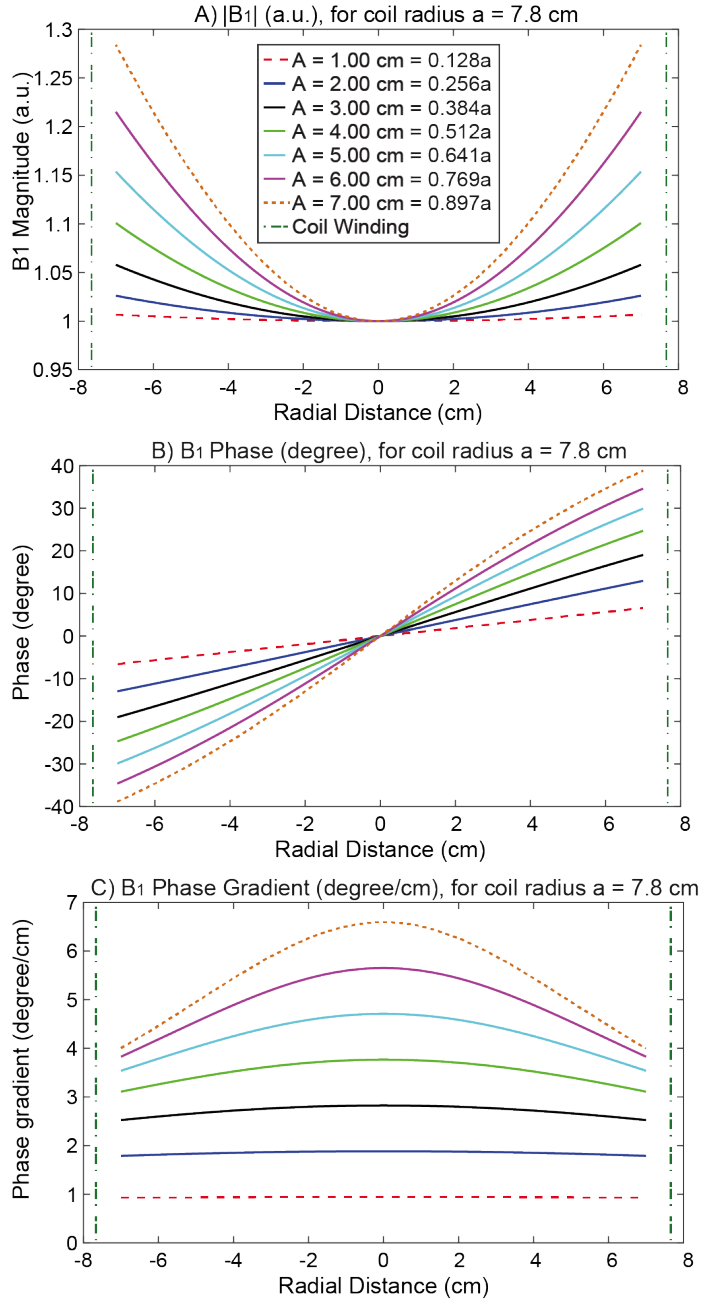 A) |B1| (a.u.), for coil radius a = 7.8 cm
1.3
1.25
1.2
1.15
1.1
1.05
1
0.95
B1 Magnitude (a.u.)
A = 1.00 cm = 0.128a
A = 2.00 cm = 0.256a
A = 3.00 cm = 0.384a
A = 4.00 cm = 0.512a
A = 5.00 cm = 0.641a
A = 6.00 cm = 0.769a
A = 7.00 cm = 0.897a
Coil Winding
-8 -6 -4 -2 0 2 4 6 8
Radial Distance (cm)
B) B1 Phase (degree), for coil radius a = 7.8 cm
40
30
20
10
0
-10
-20
-30
-40
Phase (degree)
-8 -6 -4 -2 0 2 4 6 8
Radial Distance (cm)
C) B1 Phase Gradient (degree/cm), for coil radius a = 7.8 cm
7
6
5
4
3
2
1
0
Phase gradient (degree/cm)
-8 -6 -4 -2 0 2 4 6 8
Radial Distance (cm)